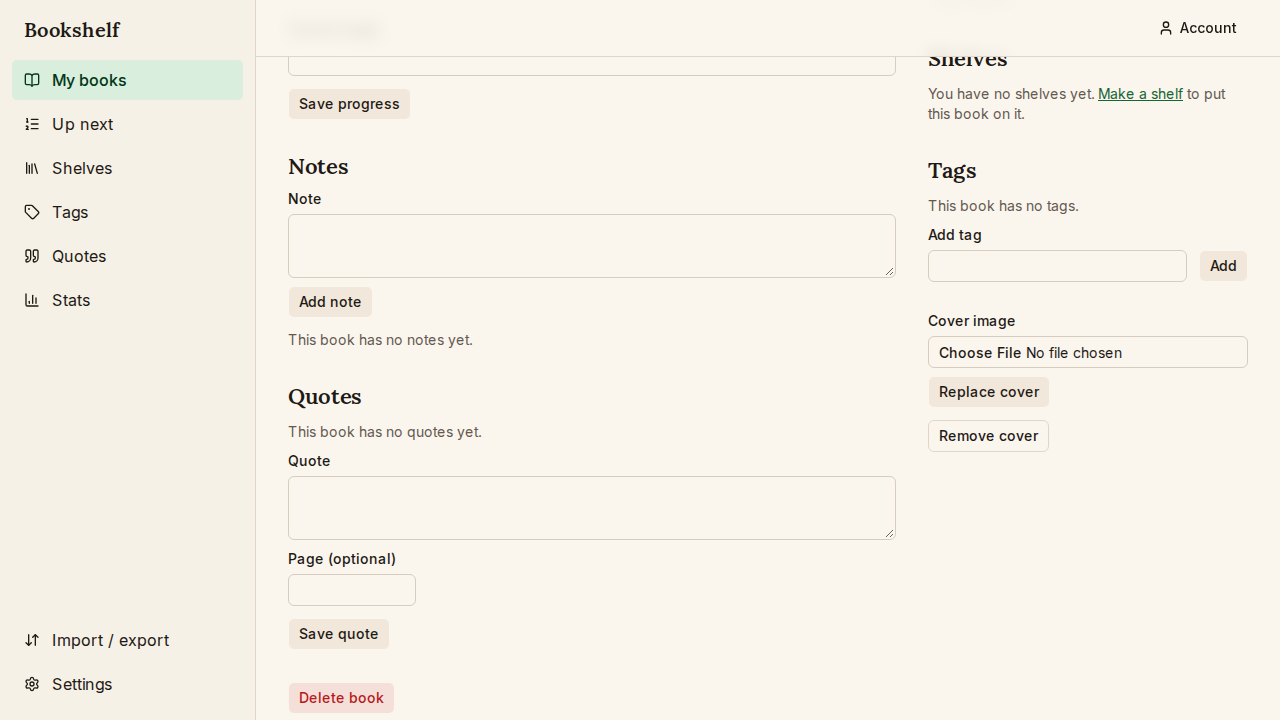 Bookshelf
My books
Up next
Shelves
Tags
Quotes
Stats
Import / export
Settings
Account
Save progress
Notes
Note
Add note
This book has no notes yet.
Quotes
This book has no quotes yet.
Quote
Page (optional)
Save quote
Delete book
Shelves
You have no shelves yet. Make a shelf to put
this book on it.
Tags
This book has no tags.
Add tag
Add
Cover image
Choose File No file chosen
Replace cover
Remove cover